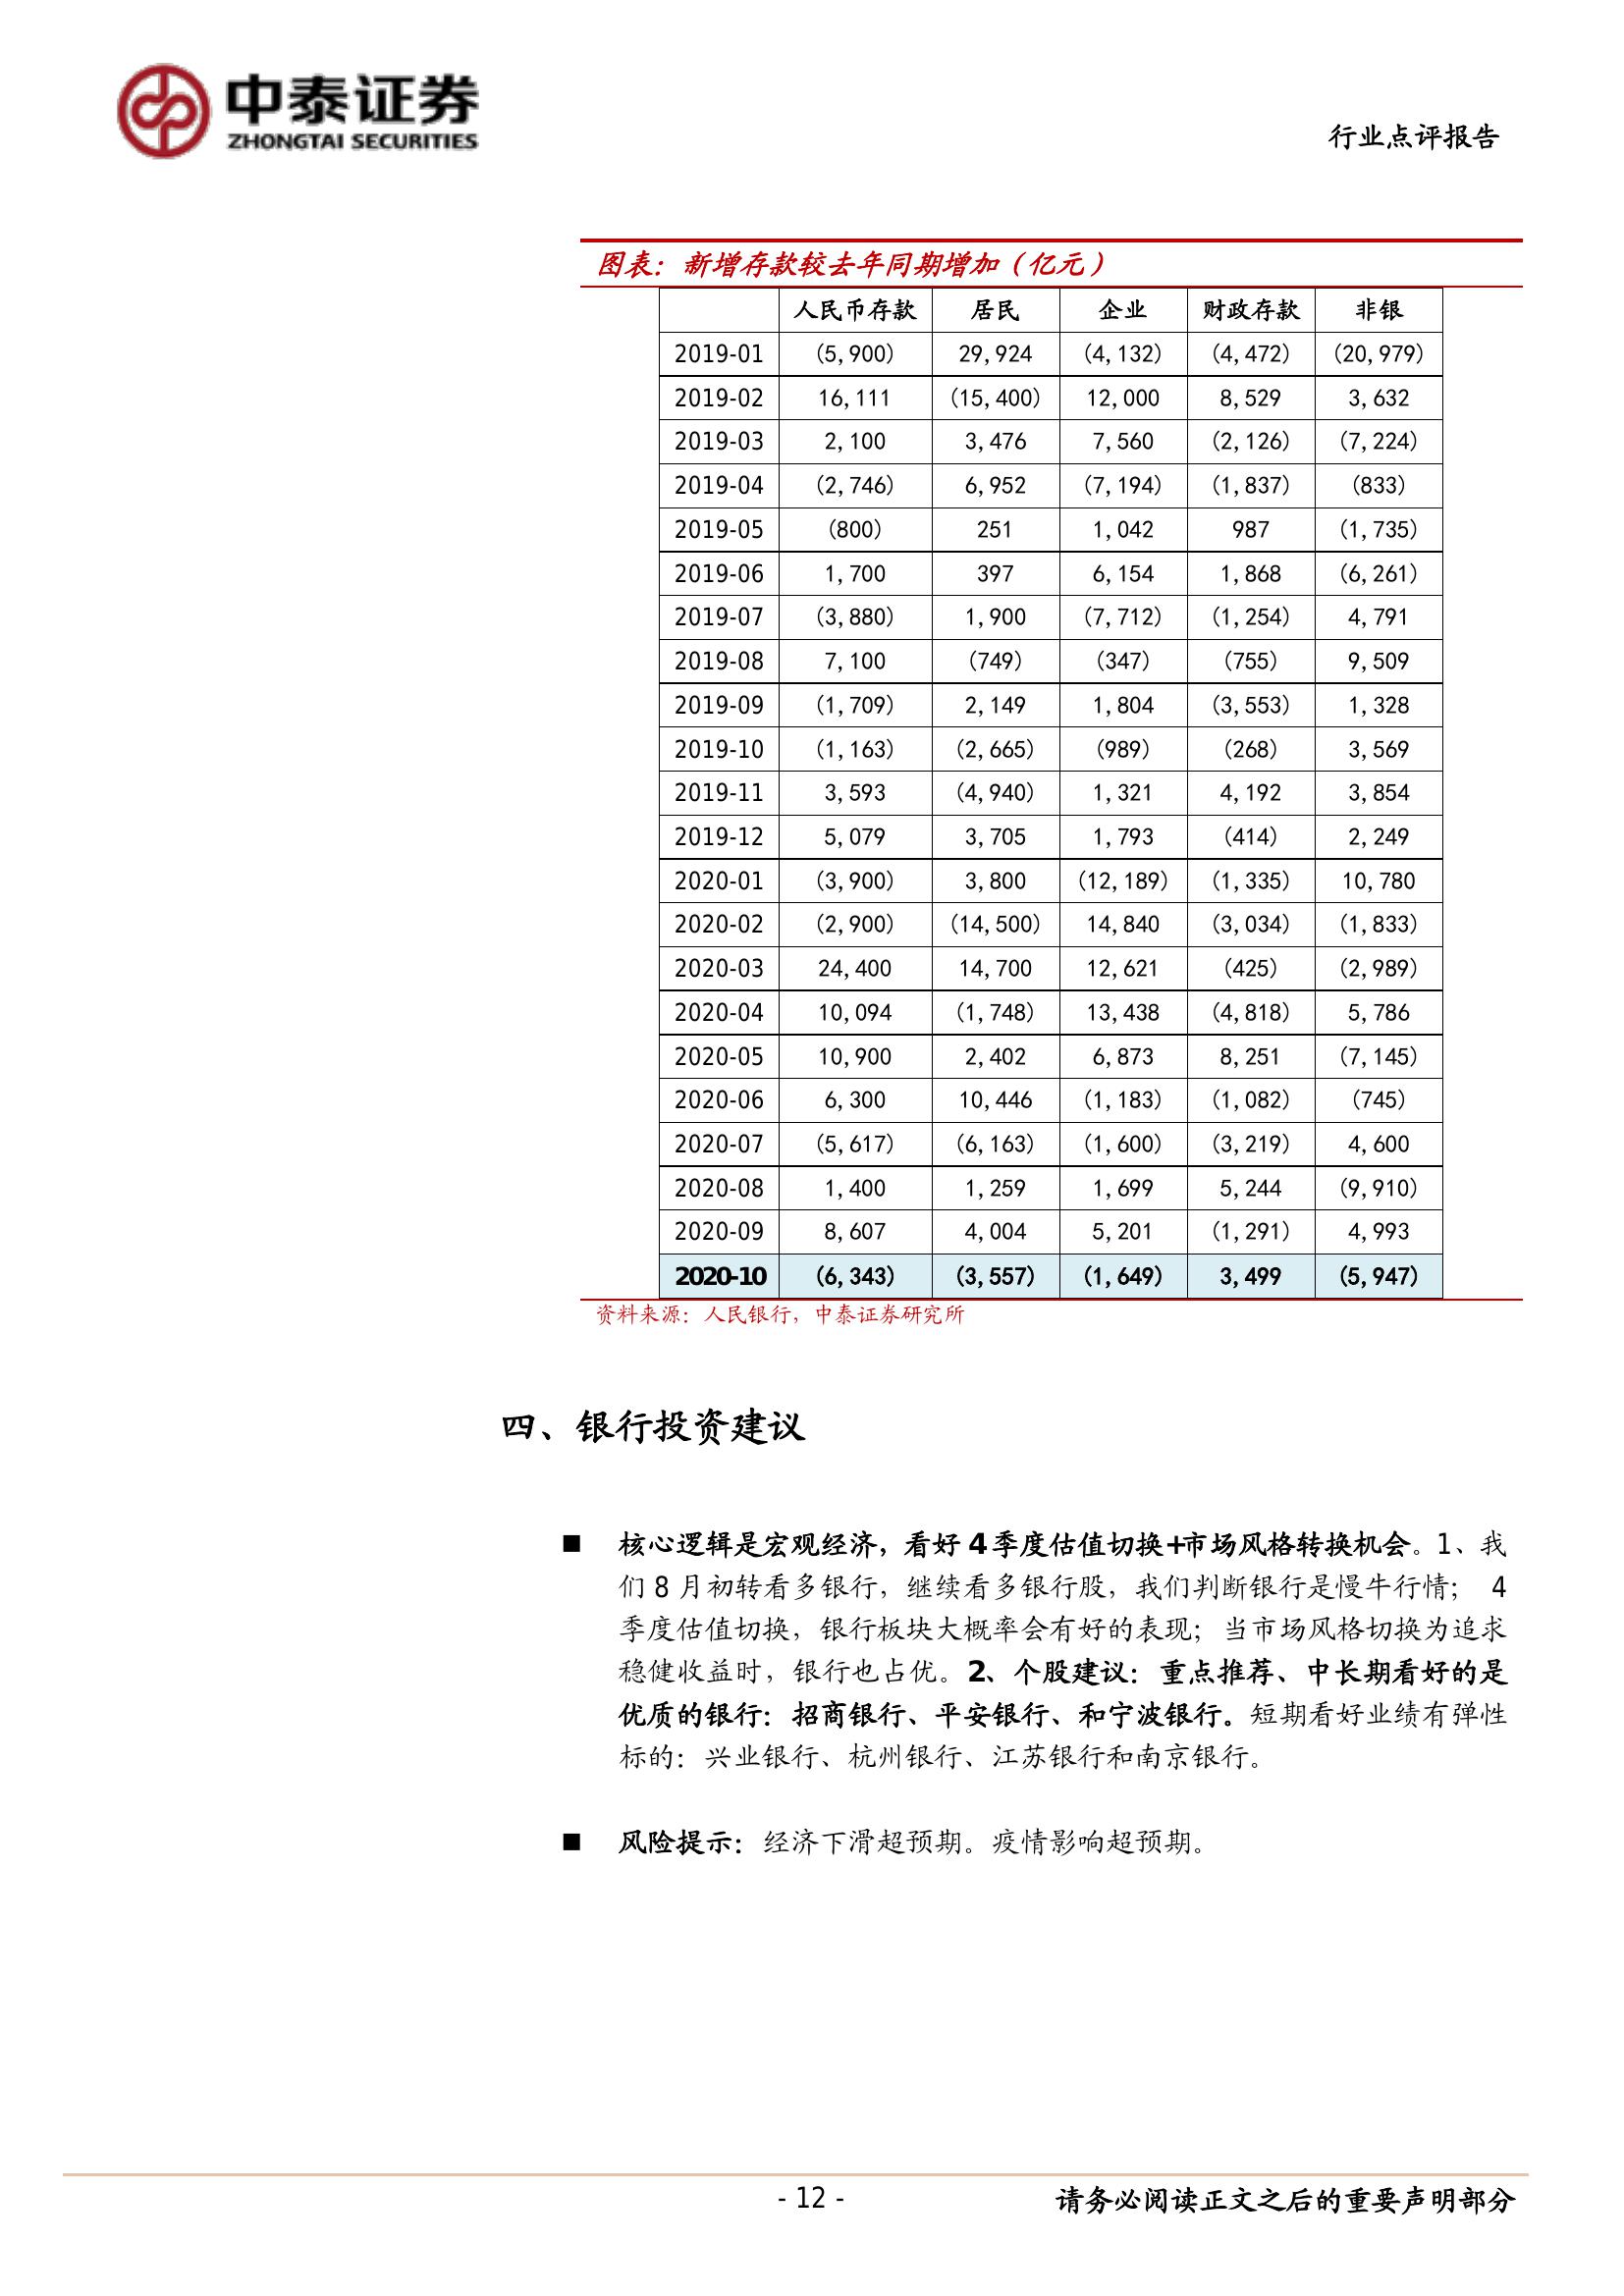 中泰证券
ZHONGTAI SECURITIES
行业点评报告
图表：新增存款较去年同期增加（亿元）
人民币存款 居民 企业 财政存款 非银
2019-01 (5,900) 29,924 (4,132) (4,472) (20,979)
2019-02 16,111 (15,400) 12,000 8,529 3,632
2019-03 2,100 3,476 7,560 (2,126) (7,224)
2019-04 (2,746) 6,952 (7,194) (1,837) (833)
2019-05 (800) 251 1,042 987 (1,735)
2019-06 1,700 397 6,154 1,868 (6,261)
2019-07 (3,880) 1,900 (7,712) (1,254) 4,791
2019-08 7,100 (749) (347) (755) 9,509
2019-09 (1,709) 2,149 1,804 (3,553) 1,328
2019-10 (1,163) (2,665) (989) (268) 3,569
2019-11 3,593 (4,940) 1,321 4,192 3,854
2019-12 5,079 3,705 1,793 (414) 2,249
2020-01 (3,900) 3,800 (12,189) (1,335) 10,780
2020-02 (2,900) (14,500) 14,840 (3,034) (1,833)
2020-03 24,400 14,700 12,621 (425) (2,989)
2020-04 10,094 (1,748) 13,438 (4,818) 5,786
2020-05 10,900 2,402 6,873 8,251 (7,145)
2020-06 6,300 10,446 (1,183) (1,082) (745)
2020-07 (5,617) (6,163) (1,600) (3,219) 4,600
2020-08 1,400 1,259 1,699 5,244 (9,910)
2020-09 8,607 4,004 5,201 (1,291) 4,993
2020-10 (6,343) (3,557) (1,649) 3,499 (5,947)
资料来源：人民银行，中泰证券研究所
四、银行投资建议
■ 核心逻辑是宏观经济，看好 4 季度估值切换+市场风格转换机会。1、我
们 8 月初转看多银行，继续看多银行股，我们判断银行是慢牛行情； 4
季度估值切换，银行板块大概率会有好的表现；当市场风格切换为追求
稳健收益时，银行也占优。2、个股建议：重点推荐、中长期看好的是
优质的银行：招商银行、平安银行、和宁波银行。短期看好业绩有弹性
标的：兴业银行、杭州银行、江苏银行和南京银行。
■ 风险提示：经济下滑超预期。疫情影响超预期。
- 12 -
请务必阅读正文之后的重要声明部分